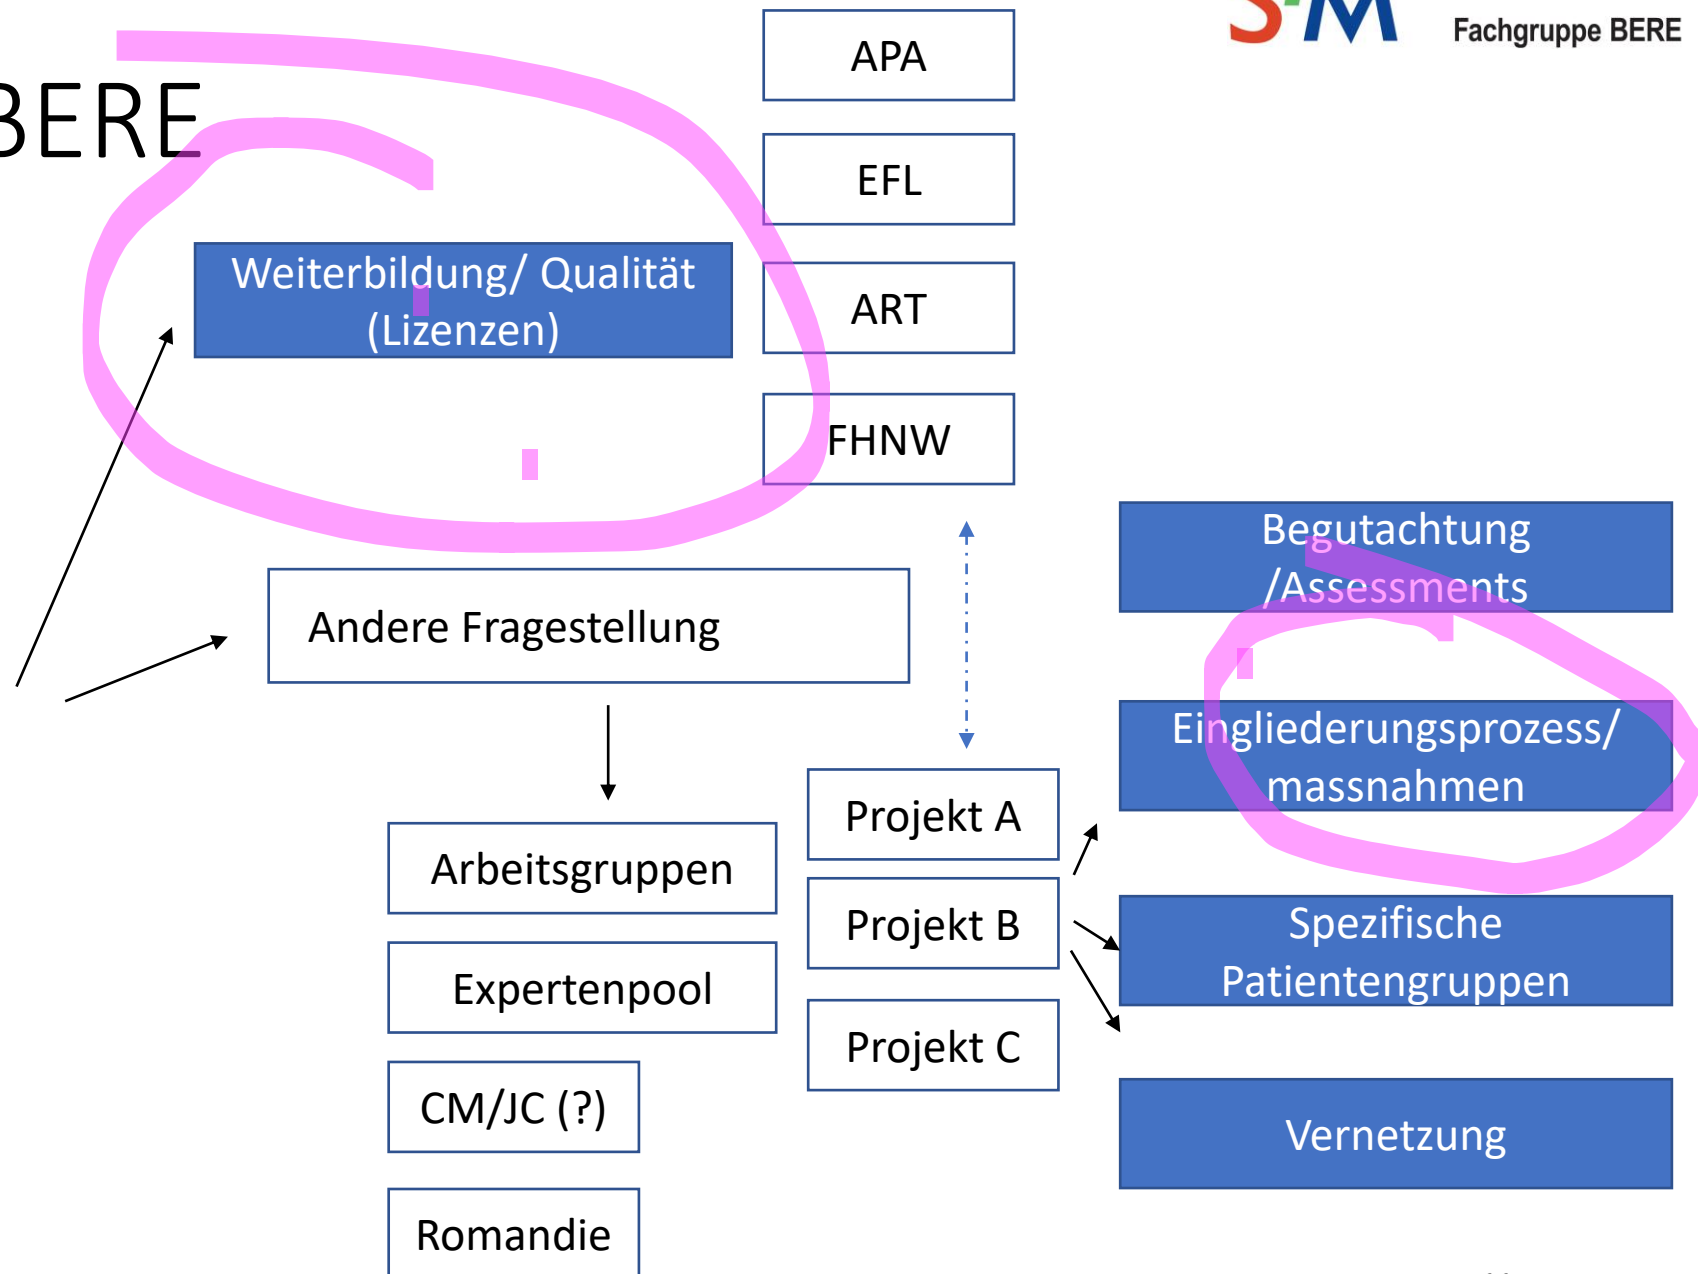 Fachgruppe BERE
BERE
APA
EFL
ART
FHNW
Weiterbildung/ Qualität
(Lizenzen)
Andere Fragestellung
Arbeitsgruppen
Expertenpool
CM/JC (?)
Romandie
Projekt A
Projekt B
Projekt C
Begutachtung
/Assessments
Eingliederungsprozess/
massnahmen
Spezifische
Patientengruppen
Vernetzung